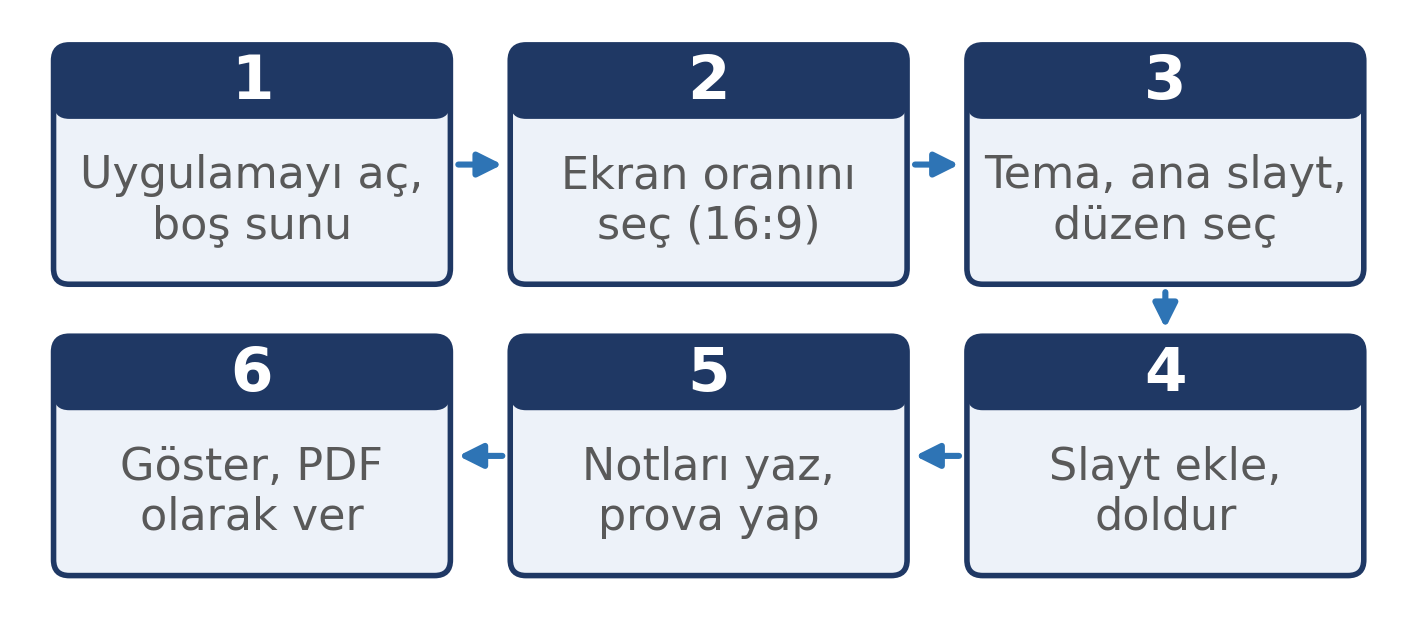 1
Uygulamayı aç,
boş sunu
2
Ekran oranını
seç (16:9)
3
Tema, ana slayt,
düzen seç
4
Slayt ekle,
doldur
5
Notları yaz,
prova yap
6
Göster, PDF
olarak ver